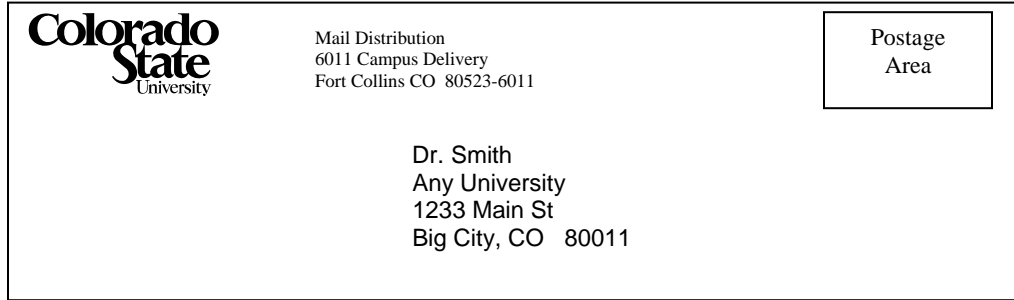 Colorado
State
University
Mail Distribution
6011 Campus Delivery
Fort Collins CO  80523-6011
Postage
Area
Dr. Smith
Any University
1233 Main St
Big City, CO   80011